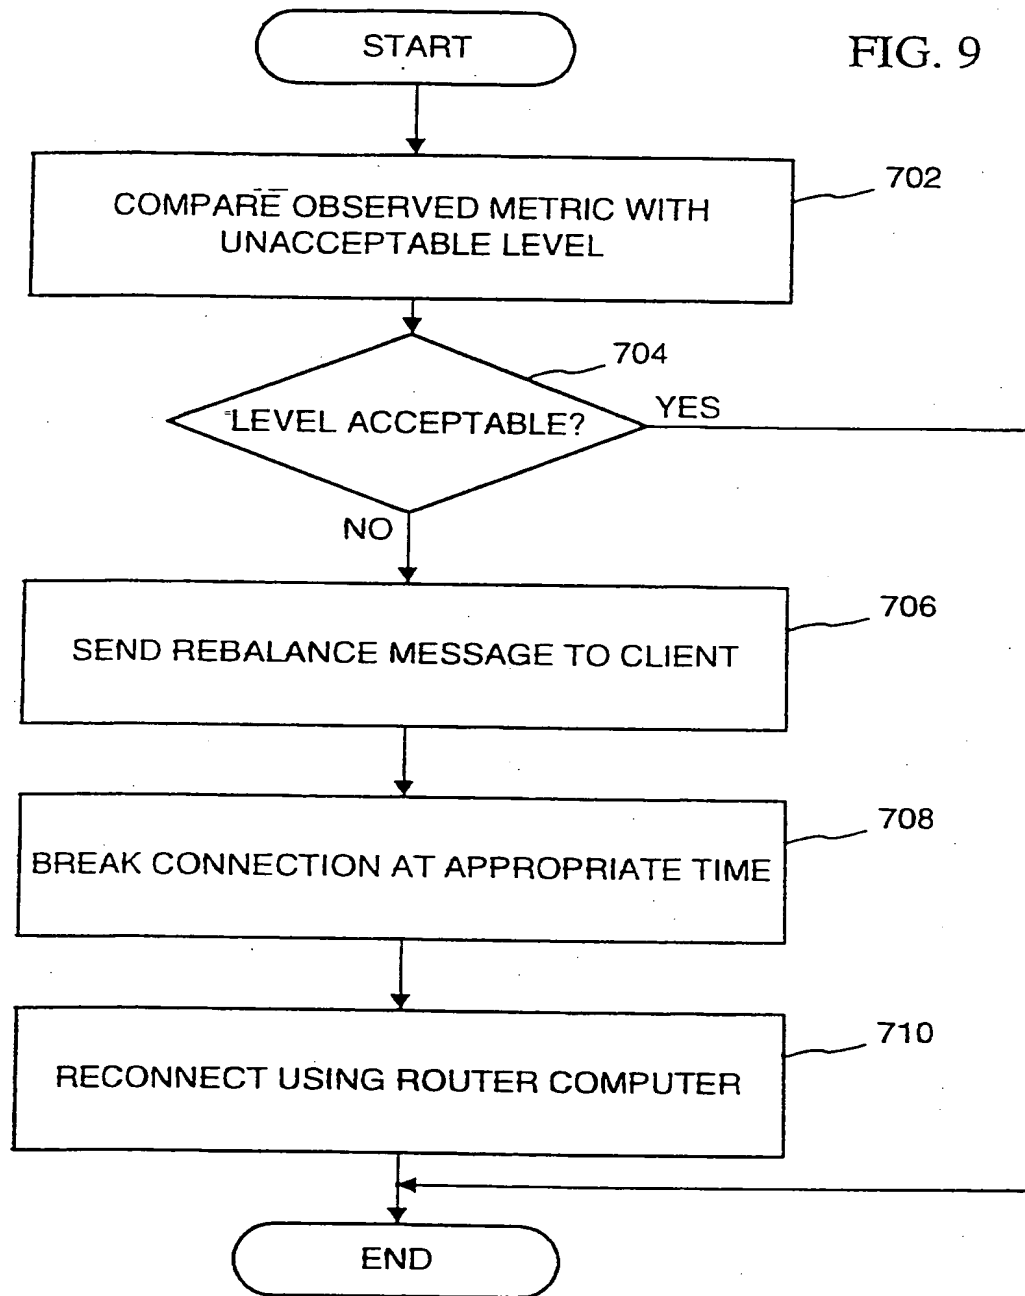 START
FIG. 9
702
COMPARE OBSERVED METRIC WITH
UNACCEPTABLE LEVEL
704
LEVEL ACCEPTABLE?
YES
NO
706
SEND REBALANCE MESSAGE TO CLIENT
708
BREAK CONNECTION AT APPROPRIATE TIME
710
RECONNECT USING ROUTER COMPUTER
END